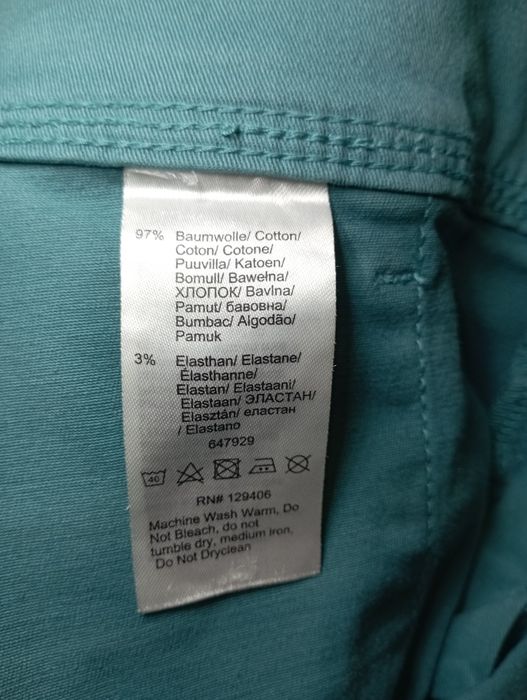 97% Baumwolle/ Cotton/
Coton/ Cotone/
Puuvilla/ Katoen/
Bomull/ Bawełna/
ХЛОПОК/ Bavlna/
Pamut/ бавовна/
Bumbac/ Algodão/
Pamuk
3% Elasthan/ Elastane/
Élasthanne/
Elastan/ Elastaani/
Elastaan/ ЭЛАСТАН/
Elasztán/ еластан
/ Elastano
647929
40
RN# 129406
Machine Wash Warm, Do
Not Bleach, do not
tumble dry, medium iron,
Do Not Dryclean